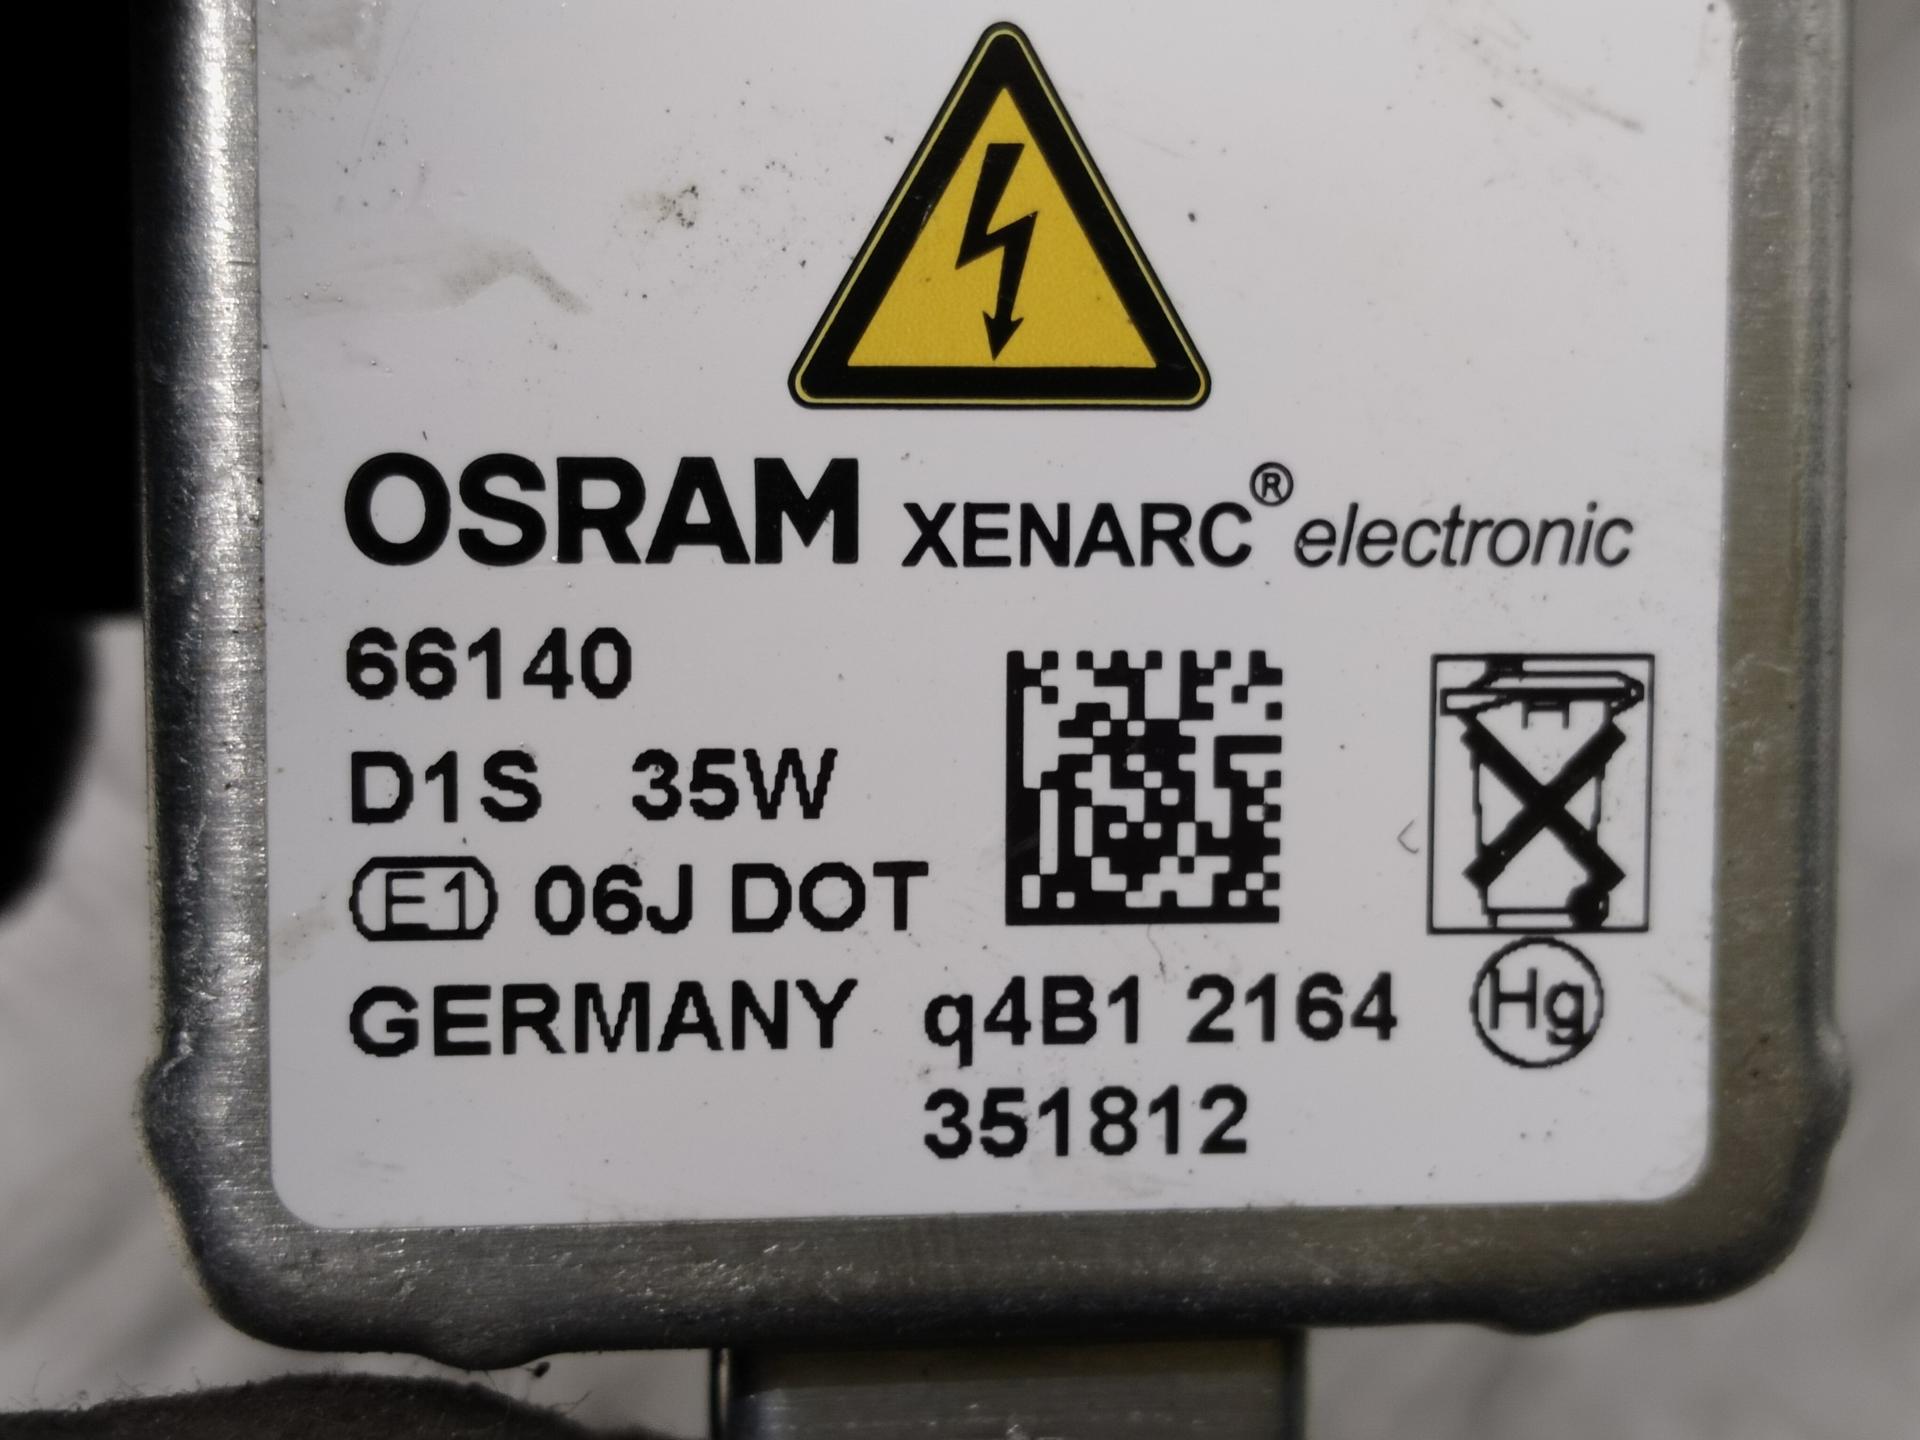 OSRAM XENARC® electronic
66140
D1S 35W
E1 06J DOT
GERMANY q4B1 2164 Hg
351812